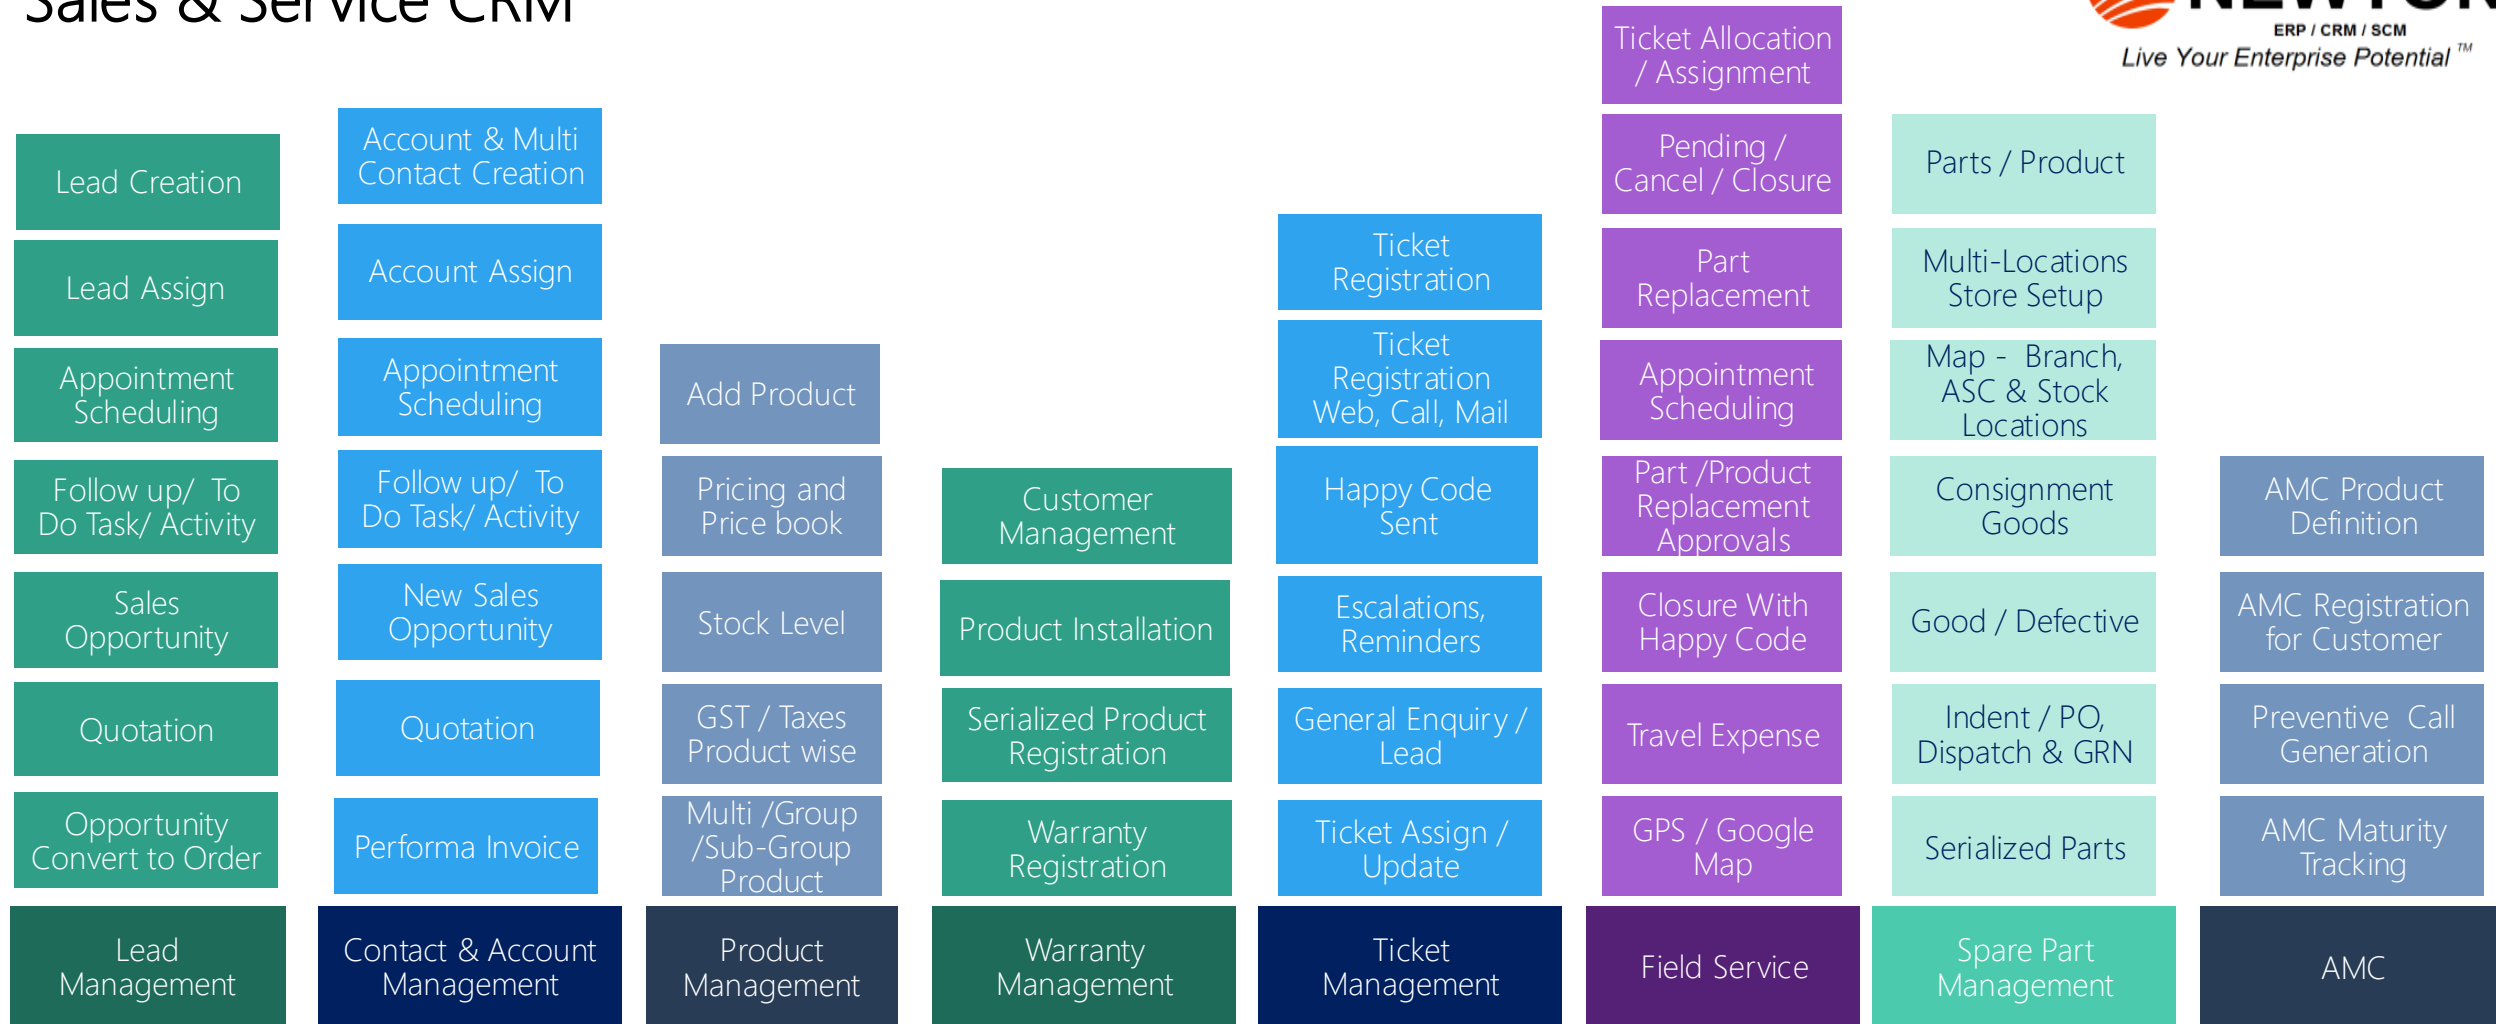 Sales & Service CRM
NEWTON
ERP / CRM / SCM
Live Your Enterprise Potential ™
Lead Creation
Lead Assign
Appointment
Scheduling
Follow up/ To
Do Task/ Activity
Sales
Opportunity
Quotation
Opportunity
Convert to Order
Lead
Management
Account & Multi
Contact Creation
Account Assign
Appointment
Scheduling
Follow up/ To
Do Task/ Activity
New Sales
Opportunity
Quotation
Performa Invoice
Contact & Account
Management
Add Product
Pricing and
Price book
Stock Level
GST / Taxes
Product wise
Multi /Group
/Sub-Group
Product
Product
Management
Customer
Management
Product Installation
Serialized Product
Registration
Warranty
Registration
Warranty
Management
Ticket
Registration
Ticket
Registration
Web, Call, Mail
Happy Code
Sent
Escalations,
Reminders
General Enquiry /
Lead
Ticket Assign /
Update
Ticket
Management
Ticket Allocation
/ Assignment
Pending /
Cancel / Closure
Part
Replacement
Appointment
Scheduling
Part /Product
Replacement
Approvals
Closure With
Happy Code
Travel Expense
GPS / Google
Map
Field Service
Parts / Product
Multi-Locations
Store Setup
Map - Branch,
ASC & Stock
Locations
Consignment
Goods
Good / Defective
Indent / PO,
Dispatch & GRN
Serialized Parts
Spare Part
Management
AMC Product
Definition
AMC Registration
for Customer
Preventive Call
Generation
AMC Maturity
Tracking
AMC